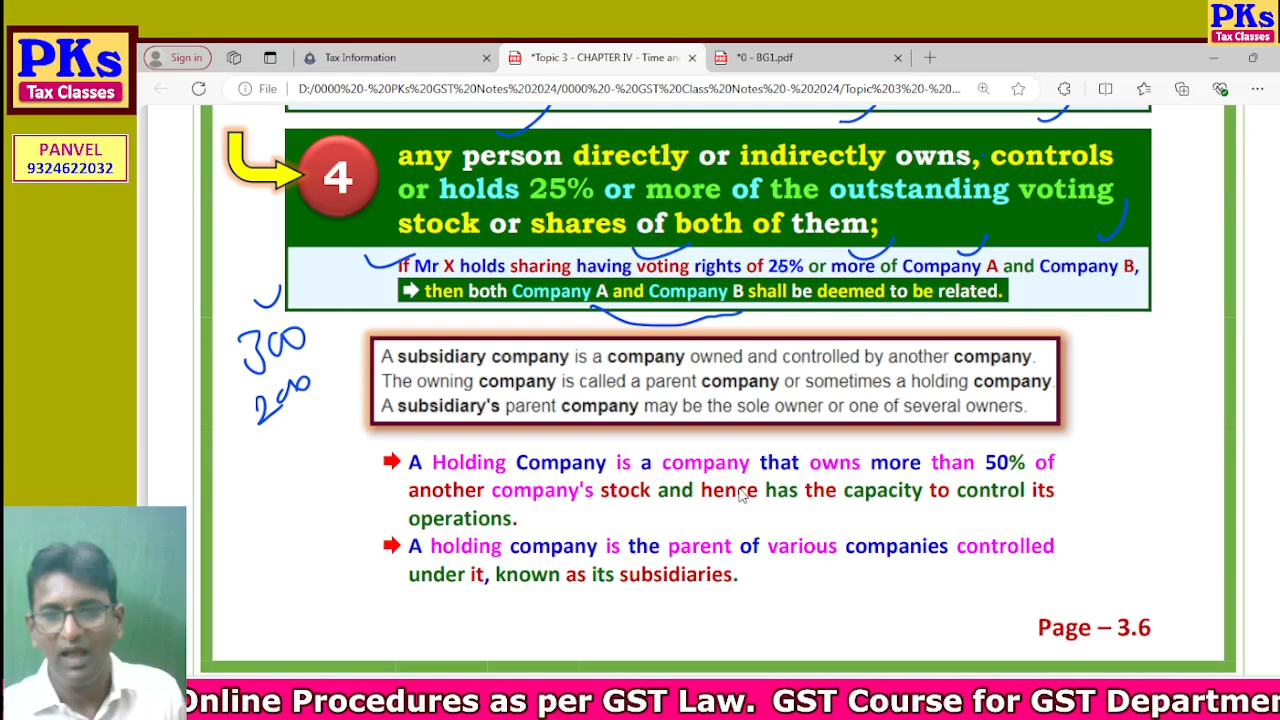 PKs
Tax Classes
PKs
Tax Classes
PANVEL
9324622032
Sign in
Tax Information
*Topic 3 - CHAPTER IV - Time an
*0 - BG1.pdf
File
D:/0000%20-%20PKs%20GST%20Notes%202024/0000%20-%20GST%20Class%20Notes%20-%202024/Topic%203%20-%20...
4
any person directly or indirectly owns, controls
or holds 25% or more of the outstanding voting
stock or shares of both of them;
If Mr X holds sharing having voting rights of 25% or more of Company A and Company B,
then both Company A and Company B shall be deemed to be related.
300
200
A subsidiary company is a company owned and controlled by another company.
The owning company is called a parent company or sometimes a holding company.
A subsidiary's parent company may be the sole owner or one of several owners.
A Holding Company is a company that owns more than 50% of
another company's stock and hence has the capacity to control its
operations.
A holding company is the parent of various companies controlled
under it, known as its subsidiaries.
Page – 3.6
Online Procedures as per GST Law. GST Course for GST Departmen